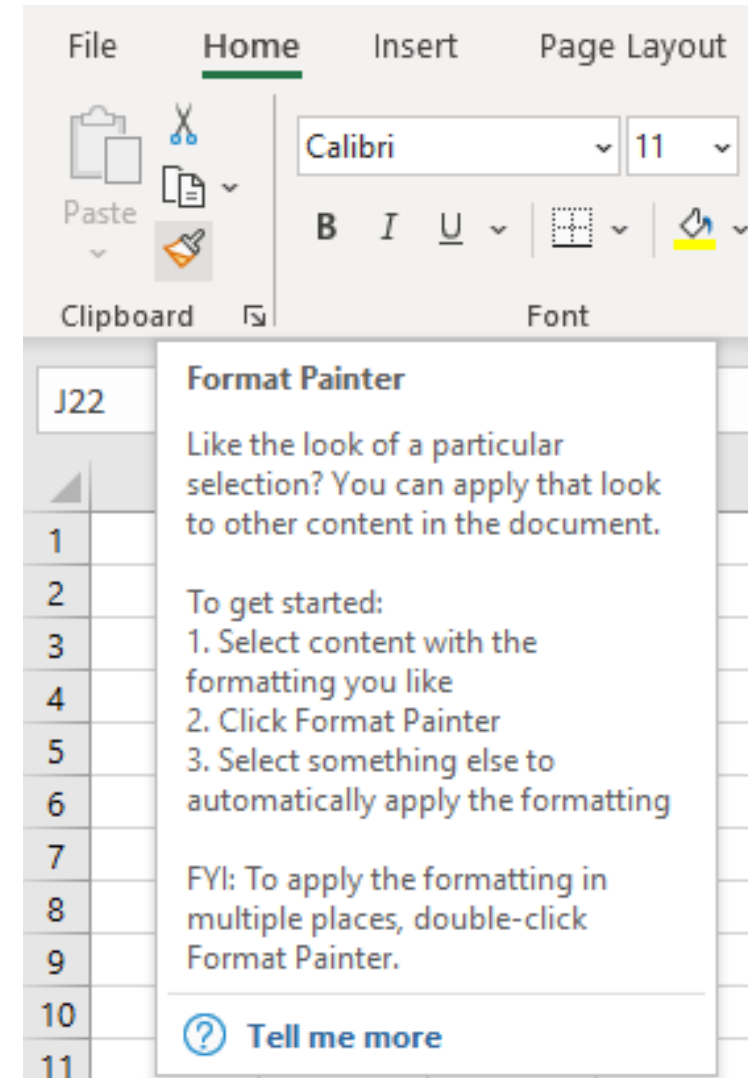 File Home Insert Page Layout
Calibri 11
Paste
B I U
Clipboard Font
J22
Format Painter
Like the look of a particular
selection? You can apply that look
to other content in the document.
To get started:
1. Select content with the
formatting you like
2. Click Format Painter
3. Select something else to
automatically apply the formatting
FYI: To apply the formatting in
multiple places, double-click
Format Painter.
? Tell me more
1
2
3
4
5
6
7
8
9
10
11